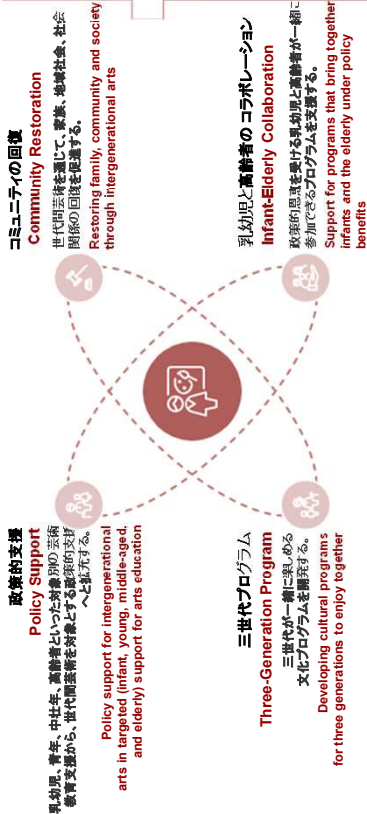 政策的支援
Policy Support
乳幼児、青年、中壮年、高齢者といった対象別の芸術
教育支援から、世代間芸術を対象とする政策的支援
へと拡充する。
Policy support for intergenerational
arts in targeted (infant, young, middle-aged,
and elderly) support for arts education
コミュニティの回復
Community Restoration
世代間芸術を通じて、家族、地域社会、社会
関係の回復を促進する。
Restoring family, community and society
through intergenerational arts
三世代プログラム
Three-Generation Program
三世代が一緒に楽しめる
文化プログラムを開発する。
Developing cultural programs
for three generations to enjoy together
乳幼児と高齢者の コラボレーション
Infant-Elderly Collaboration
政策的恩恵を受ける乳幼児と高齢者が一緒に
参加できるプログラムを支援する。
Support for programs that bring together
infants and the elderly under policy
benefits